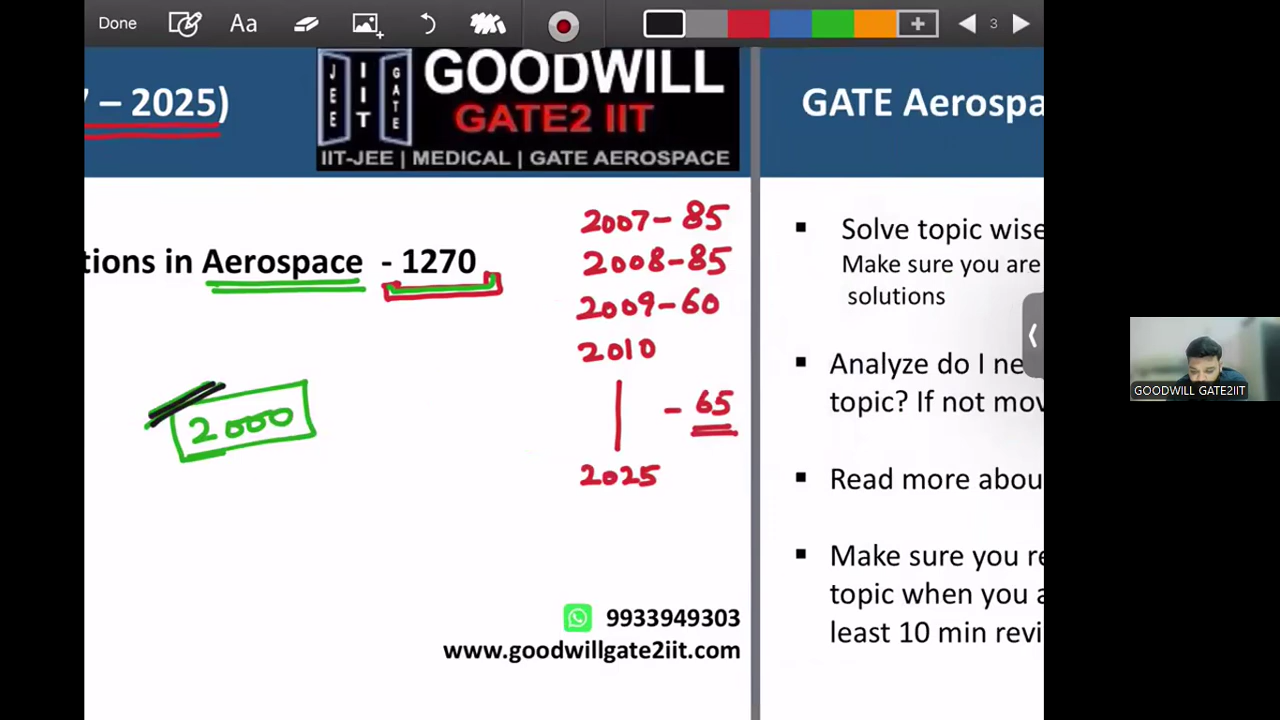 Done Aa 3
– 2025)
JEE IIT GATE
GOODWILL
GATE2 IIT
IIT-JEE | MEDICAL | GATE AEROSPACE
tions in Aerospace - 1270
2007 - 85
2008 - 85
2009 - 60
2010
- 65
2025
2000
9933949303
www.goodwillgate2iit.com
GATE Aerospa
▪ Solve topic wise
Make sure you are
solutions
▪ Analyze do I ne
topic? If not mov
▪ Read more abou
▪ Make sure you re
topic when you a
least 10 min revi
GOODWILL GATE2IIT